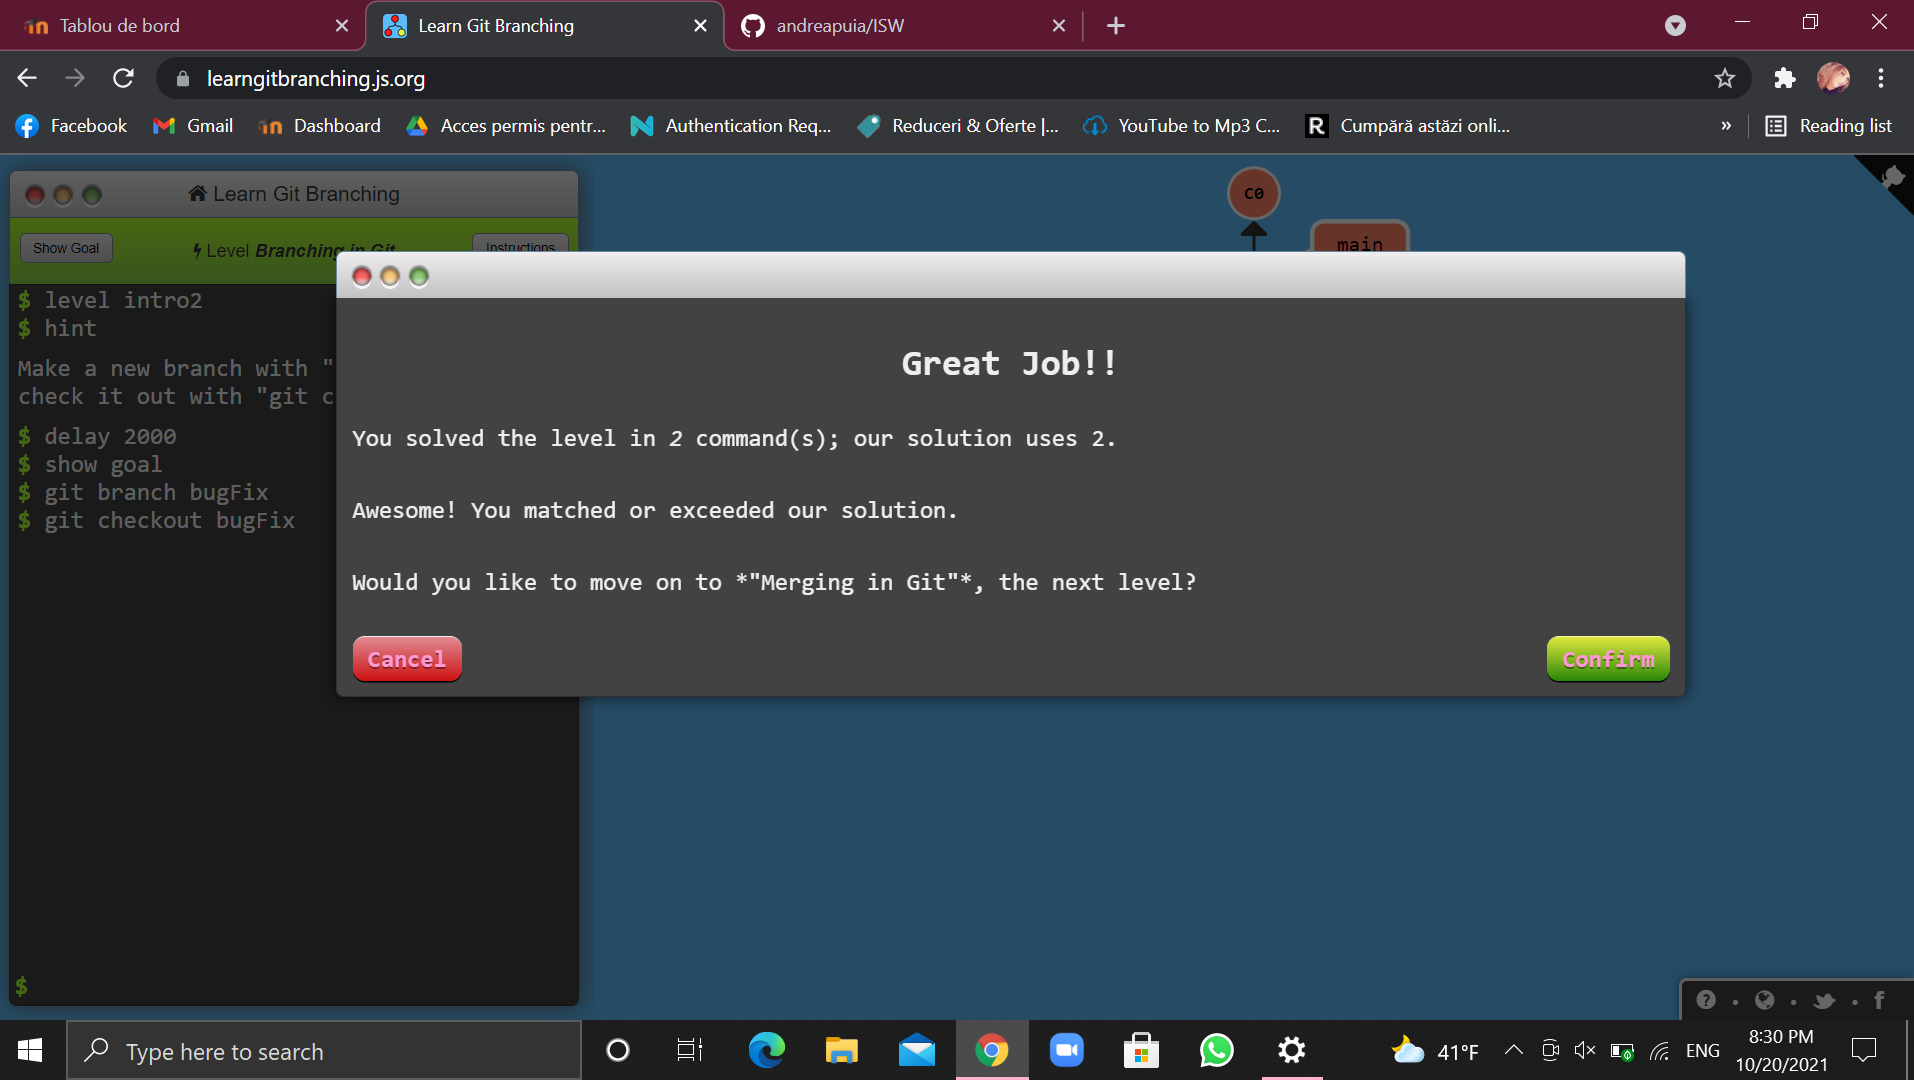 Tablou de bord
Learn Git Branching
andreapuia/ISW
learngitbranching.js.org
Facebook
Gmail
Dashboard
Acces permis pentr...
Authentication Req...
Reduceri & Oferte |...
YouTube to Mp3 C...
R
Cumpără astăzi onli...
»
Reading list
Learn Git Branching
C0
Show Goal
Level Branching in Git
Instructions
main
$ level intro2
$ hint
Make a new branch with "
check it out with "git c
$ delay 2000
$ show goal
$ git branch bugFix
$ git checkout bugFix
$
Great Job!!
You solved the level in 2 command(s); our solution uses 2.
Awesome! You matched or exceeded our solution.
Would you like to move on to *"Merging in Git"*, the next level?
Cancel
Confirm
Type here to search
41°F
ENG
8:30 PM
10/20/2021